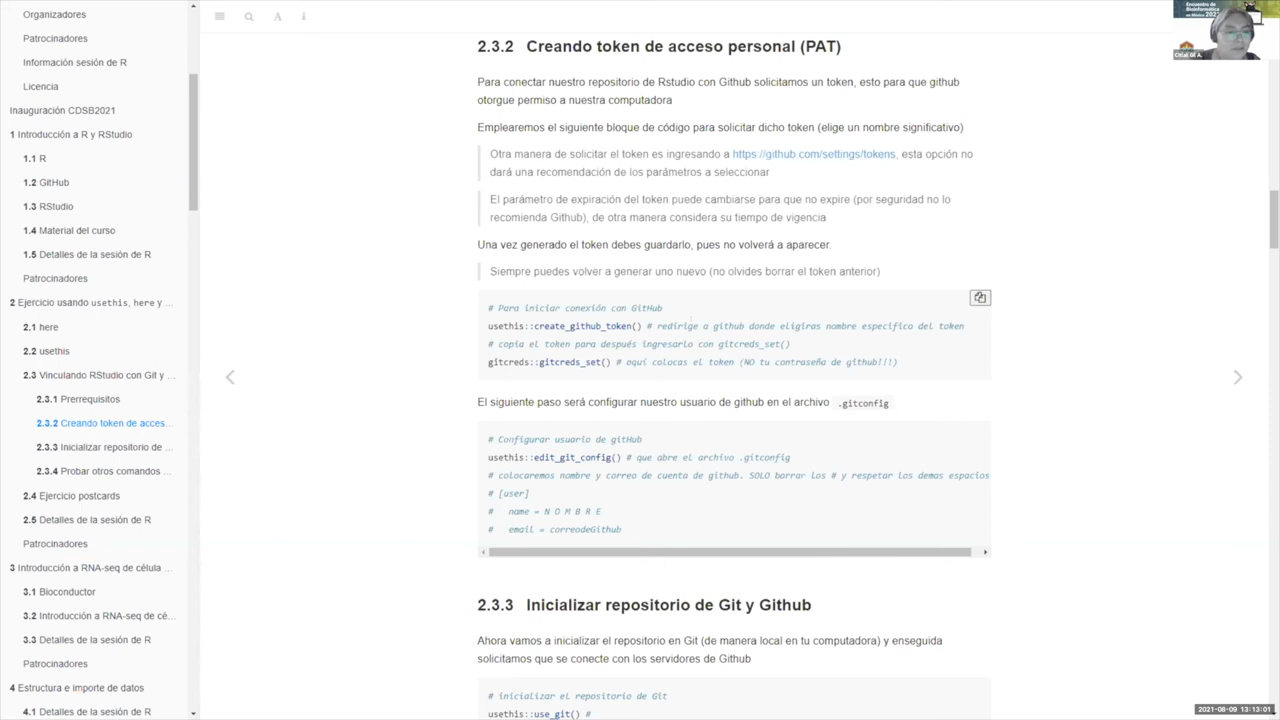 Organizadores
Patrocinadores
Información sesión de R
Licencia
Inauguración CDSB2021
1 Introducción a R y RStudio
1.1 R
1.2 GitHub
1.3 RStudio
1.4 Material del curso
1.5 Detalles de la sesión de R
Patrocinadores
2 Ejercicio usando usethis, here y ...
2.1 here
2.2 usethis
2.3 Vinculando RStudio con Git y ...
2.3.1 Prerrequisitos
2.3.2 Creando token de acces...
2.3.3 Inicializar repositorio de ...
2.3.4 Probar otros comandos ...
2.4 Ejercicio postcards
2.5 Detalles de la sesión de R
Patrocinadores
3 Introducción a RNA-seq de célula ...
3.1 Bioconductor
3.2 Introducción a RNA-seq de cé...
3.3 Detalles de la sesión de R
Patrocinadores
4 Estructura e importe de datos
4.1 Detalles de la sesión de R
2.3.2 Creando token de acceso personal (PAT)
Para conectar nuestro repositorio de Rstudio con Github solicitamos un token, esto para que github
otorgue permiso a nuestra computadora
Emplearemos el siguiente bloque de código para solicitar dicho token (elige un nombre significativo)
Otra manera de solicitar el token es ingresando a https://github.com/settings/tokens, esta opción no
dará una recomendación de los parámetros a seleccionar
El parámetro de expiración del token puede cambiarse para que no expire (por seguridad no lo
recomienda Github), de otra manera considera su tiempo de vigencia
Una vez generado el token debes guardarlo, pues no volverá a aparecer.
Siempre puedes volver a generar uno nuevo (no olvides borrar el token anterior)
# Para iniciar conexión con GitHub
usethis::create_github_token() # redirige a github donde eligiras nombre especifico del token
# copia el token para después ingresarlo con gitcreds_set()
gitcreds::gitcreds_set() # aquí colocas el token (NO tu contraseña de github!!!)
El siguiente paso será configurar nuestro usuario de github en el archivo .gitconfig
# Configurar usuario de gitHub
usethis::edit_git_config() # que abre el archivo .gitconfig
# colocaremos nombre y correo de cuenta de github. SOLO borrar los # y respetar los demas espacios
# [user]
# name = N O M B R E
# email = correodeGithub
2.3.3 Inicializar repositorio de Git y Github
Ahora vamos a inicializar el repositorio en Git (de manera local en tu computadora) y enseguida
solicitamos que se conecte con los servidores de Github
# inicializar el repositorio de Git
usethis::use_git() #
Encuentro de
Bioinformática
en México 202
Citlali Gil A.
2021-08-09 13:13:01